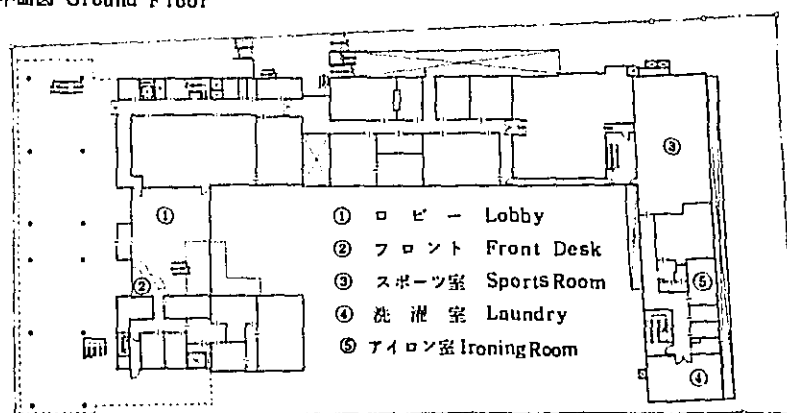 平面図 Ground Floor
① ロビー Lobby
② フロント Front Desk
③ スポーツ室 Sports Room
④ 洗濯室 Laundry
⑤ アイロン室 Ironing Room
③
①
②
⑤
④